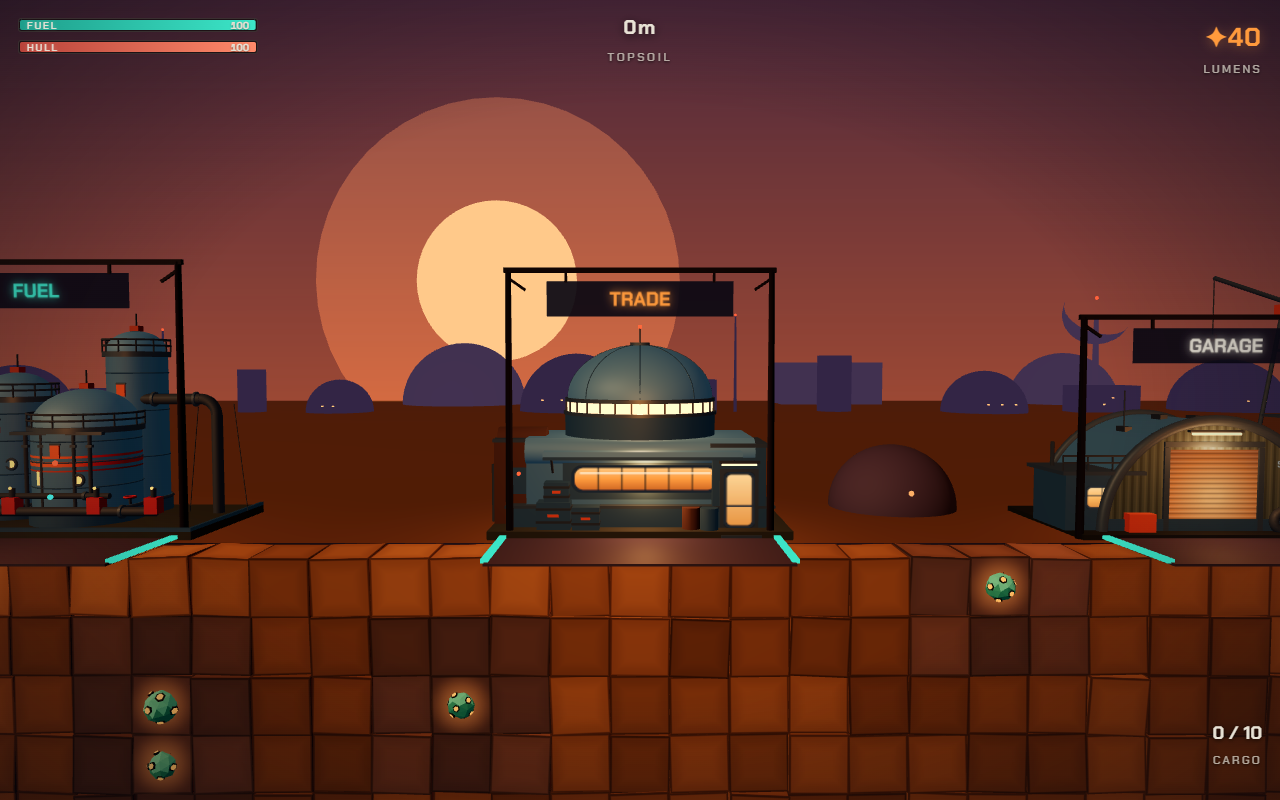 FUEL 100
HULL 100
0m
TOPSOIL
✦40
LUMENS
FUEL
TRADE
GARAGE
0 / 10
CARGO